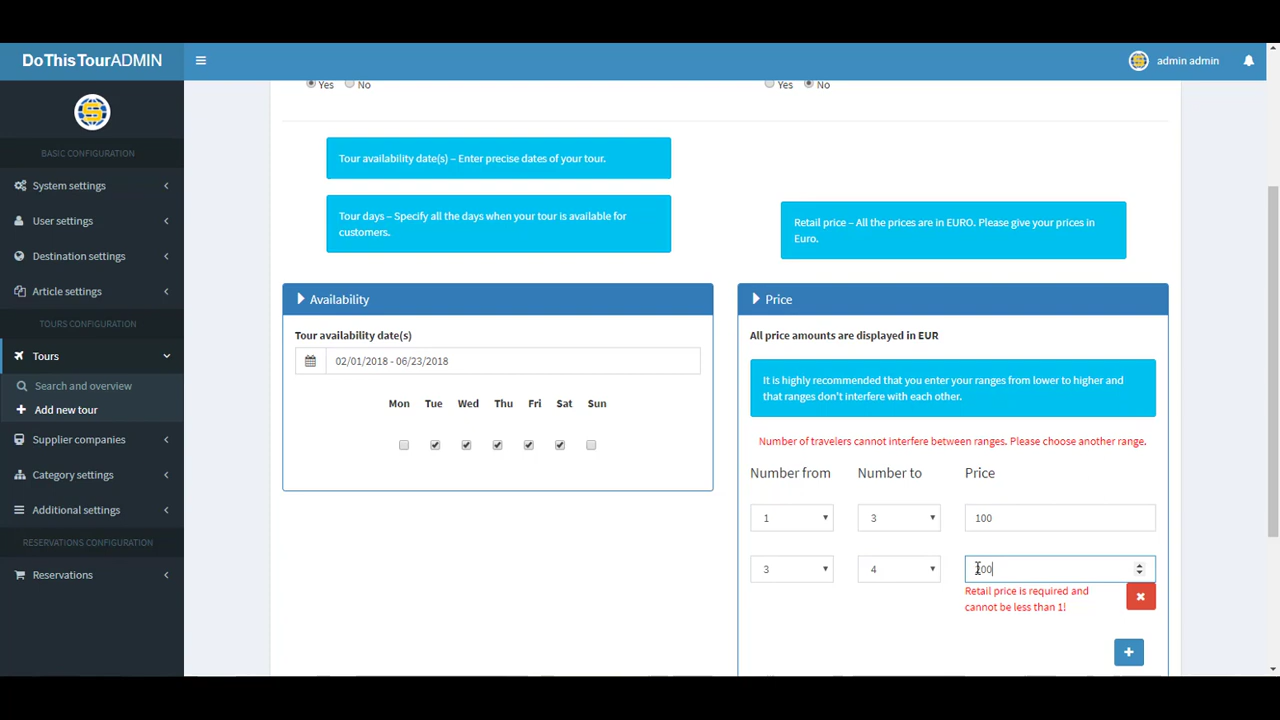 DoThisTourADMIN
admin admin
Yes No
Yes No
BASIC CONFIGURATION
System settings
User settings
Destination settings
Article settings
TOURS CONFIGURATION
Tours
Search and overview
Add new tour
Supplier companies
Category settings
Additional settings
RESERVATIONS CONFIGURATION
Reservations
Tour availability date(s) – Enter precise dates of your tour.
Tour days – Specify all the days when your tour is available for
customers.
Retail price – All the prices are in EURO. Please give your prices in
Euro.
Availability
Tour availability date(s)
02/01/2018 - 06/23/2018
Mon Tue Wed Thu Fri Sat Sun
Price
All price amounts are displayed in EUR
It is highly recommended that you enter your ranges from lower to higher and
that ranges don't interfere with each other.
Number of travelers cannot interfere between ranges. Please choose another range.
Number from Number to Price
1 3 100
3 4
Retail price is required and
cannot be less than 1!